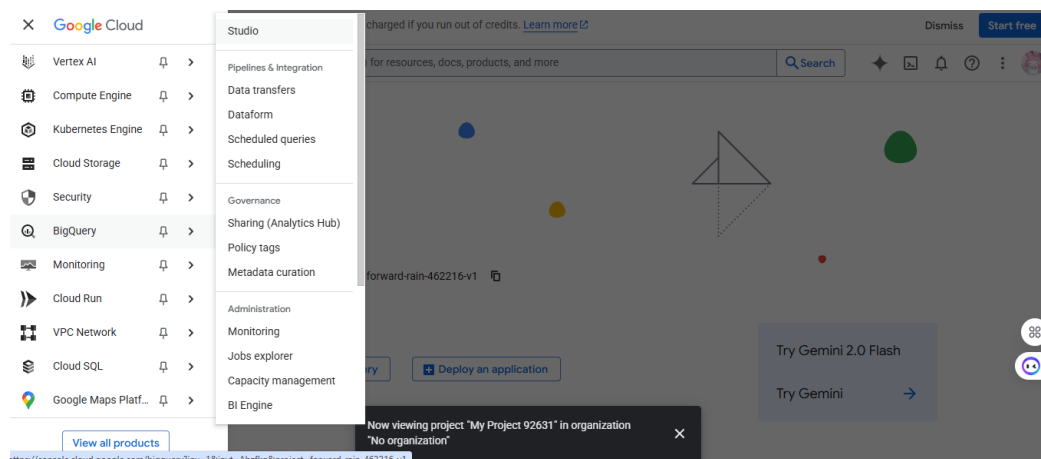 Google Cloud
Vertex AI
Compute Engine
Kubernetes Engine
Cloud Storage
Security
BigQuery
Monitoring
Cloud Run
VPC Network
Cloud SQL
Google Maps Platf...
View all products
Studio
Pipelines & Integration
Data transfers
Dataform
Scheduled queries
Scheduling
Governance
Sharing (Analytics Hub)
Policy tags
Metadata curation
Administration
Monitoring
Jobs explorer
Capacity management
BI Engine
charged if you run out of credits. Learn more
Dismiss
Start free
for resources, docs, products, and more
Search
forward-rain-462216-v1
ry
Deploy an application
Try Gemini 2.0 Flash
Try Gemini
Now viewing project "My Project 92631" in organization
"No organization"